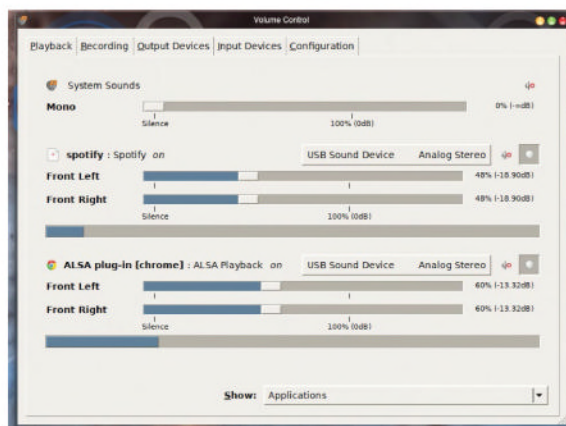 Volume Control
Playback Recording Output Devices Input Devices Configuration
System Sounds
Mono 0% (-∞dB)
Silence 100% (0dB)
spotify : Spotify on USB Sound Device Analog Stereo
Front Left 48% (-18.90dB)
Front Right 48% (-18.90dB)
Silence 100% (0dB)
ALSA plug-in [chrome] : ALSA Playback on USB Sound Device Analog Stereo
Front Left 60% (-13.32dB)
Front Right 60% (-13.32dB)
Silence 100% (0dB)
Show: Applications